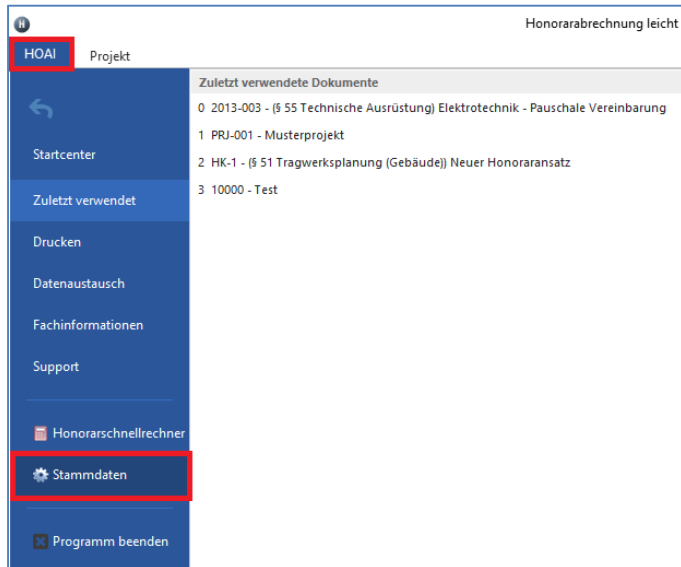 H
Honorarabrechnung leicht
HOAI Projekt
Zuletzt verwendete Dokumente
0 2013-003 - (§ 55 Technische Ausrüstung) Elektrotechnik - Pauschale Vereinbarung
1 PRJ-001 - Musterprojekt
2 HK-1 - (§ 51 Tragwerksplanung (Gebäude)) Neuer Honoraransatz
3 10000 - Test
Startcenter
Zuletzt verwendet
Drucken
Datenaustausch
Fachinformationen
Support
Honorarschnellrechner
Stammdaten
Programm beenden